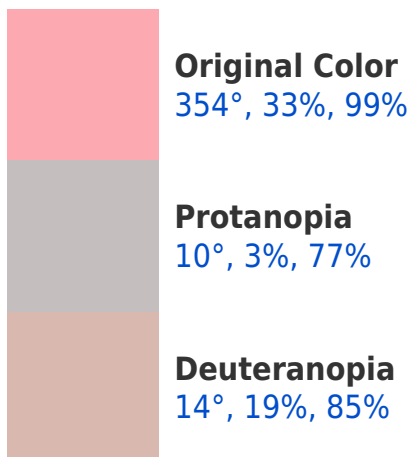 Original Color
354°, 33%, 99%
Protanopia
10°, 3%, 77%
Deuteranopia
14°, 19%, 85%